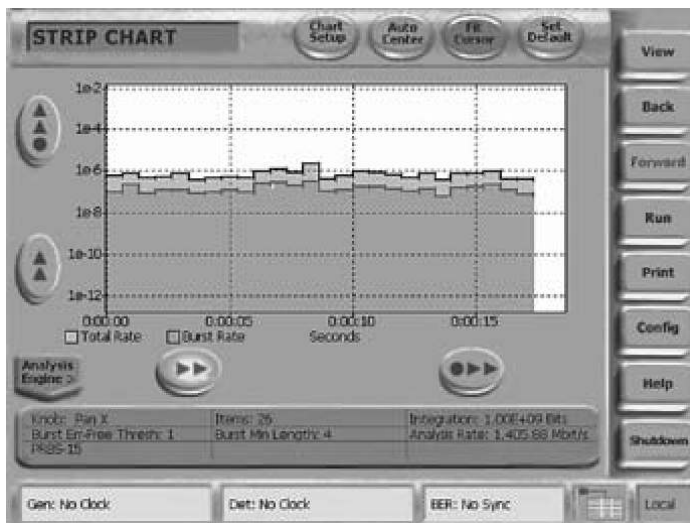 STRIP CHART
Chart Setup
Auto Center
Fit Cursor
Set Default
View
Back
Forward
Run
Print
Config
Help
Shutdown
1e-2
1e-4
1e-6
1e-8
1e-10
1e-12
0:00:00 0:00:05 0:00:10 0:00:15
Total Rate Burst Rate Seconds
Analysis Engine >
Knob: Pan X Items: 26 Integration: 1.00E+09 Bits
Burst Err-Free Thresh: 1 Burst Min Length: 4 Analysis Rate: 1,405.88 Mbit/s
PRBS-15
Gen: No Clock Det: No Clock BER: No Sync Local